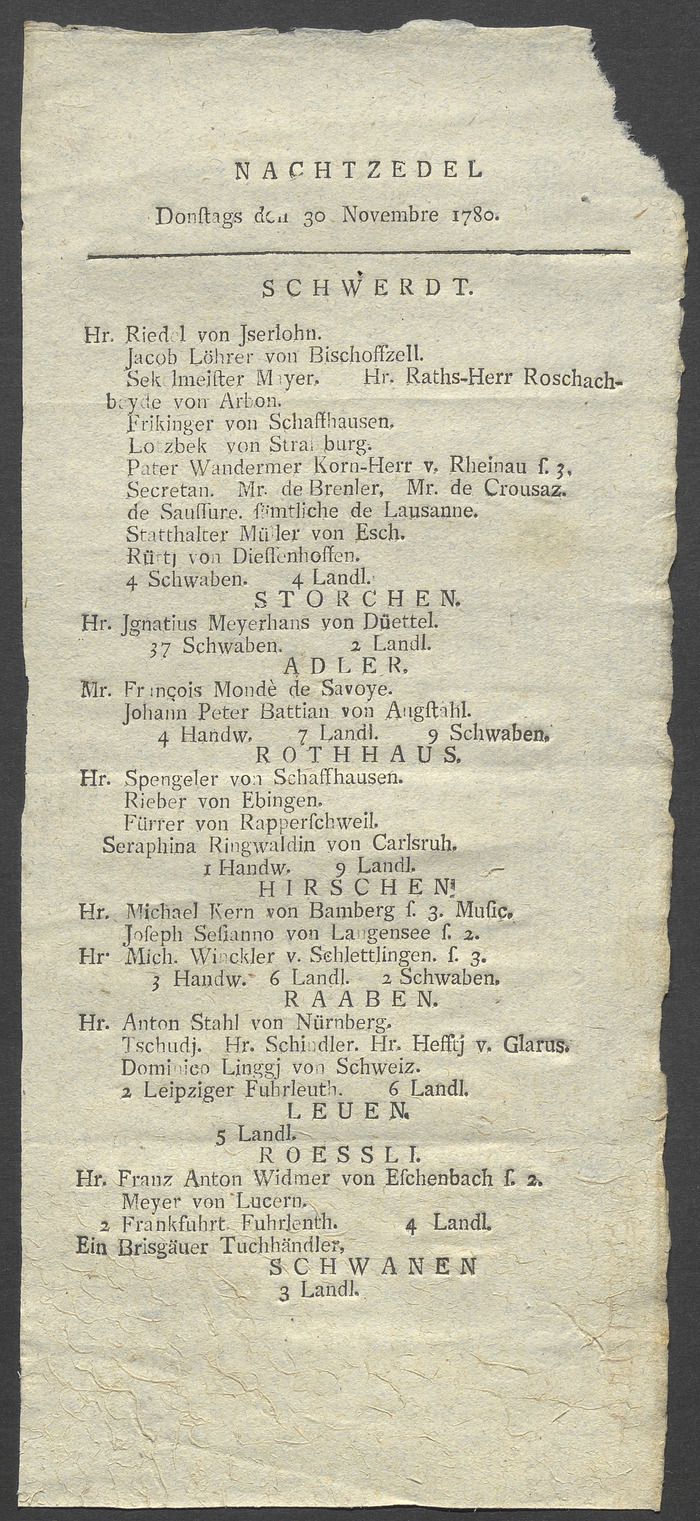 NACHTZEDEL
Donſtags den 30 Novembre 1780.
SCHWERDT.
Hr. Riedel von Jserlohn.
Jacob Löhrer von Biſchoffzell.
Sekelmeiſter Mayer. Hr. Raths-Herr Roschach-
beyde von Arbon.
Frikinger von Schaffhauſen.
Lotzbek von Strasburg.
Pater Wandermer Korn-Herr v. Rheinau ſ. 3.
Secretan. Mr. de Brenler, Mr. de Crousaz.
de Sauſſure. ſämtliche de Lausanne.
Statthalter Müller von Esch.
Rüttj von Dieſſenhoffen.
4 Schwaben. 4 Landl.
STORCHEN.
Hr. Jgnatius Meyerhans von Düettel.
37 Schwaben. 2 Landl.
ADLER.
Mr. François Mondè de Savoye.
Johann Peter Battian von Augſtahl.
4 Handw. 7 Landl. 9 Schwaben.
ROTHHAUS.
Hr. Spengeler von Schaffhauſen.
Rieber von Ebingen.
Fürrer von Rapperſchweil.
Seraphina Ringwaldin von Carlsruh.
1 Handw. 9 Landl.
HIRSCHEN.
Hr. Michael Kern von Bamberg ſ. 3. Muſic.
Joſeph Seſianno von Langensee ſ. 2.
Hr. Mich. Winckler v. Schlettlingen. ſ. 3.
3 Handw. 6 Landl. 2 Schwaben.
RAABEN.
Hr. Anton Stahl von Nürnberg.
Tschudj. Hr. Schindler. Hr. Heſſtj v. Glarus.
Dominico Linggj von Schweiz.
2 Leipziger Fuhrleuth. 6 Landl.
LEUEN.
5 Landl.
ROESSLI.
Hr. Franz Anton Widmer von Eſchenbach ſ. 2.
Meyer von Lucern.
2 Frankfuhrt. Fuhrlenth. 4 Landl.
Ein Brisgäuer Tuchhändler,
SCHWANEN
3 Landl.